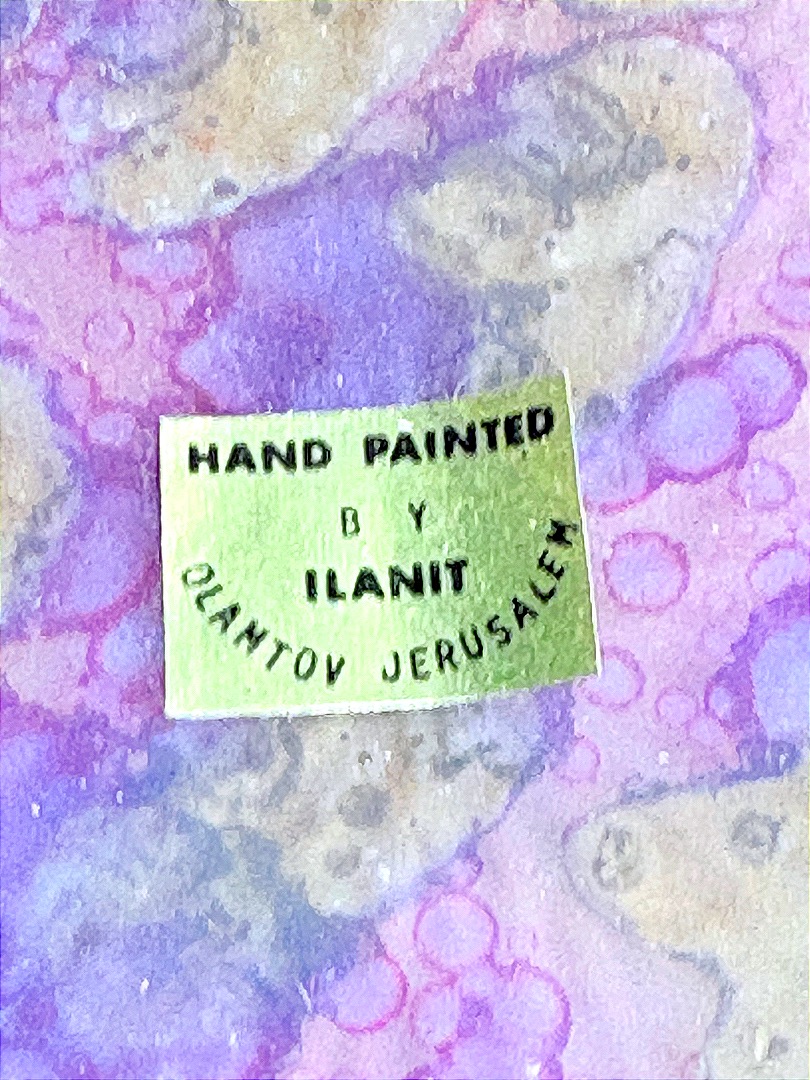 HAND PAINTED
BY
ILANIT
OLANTOV JERUSALEM